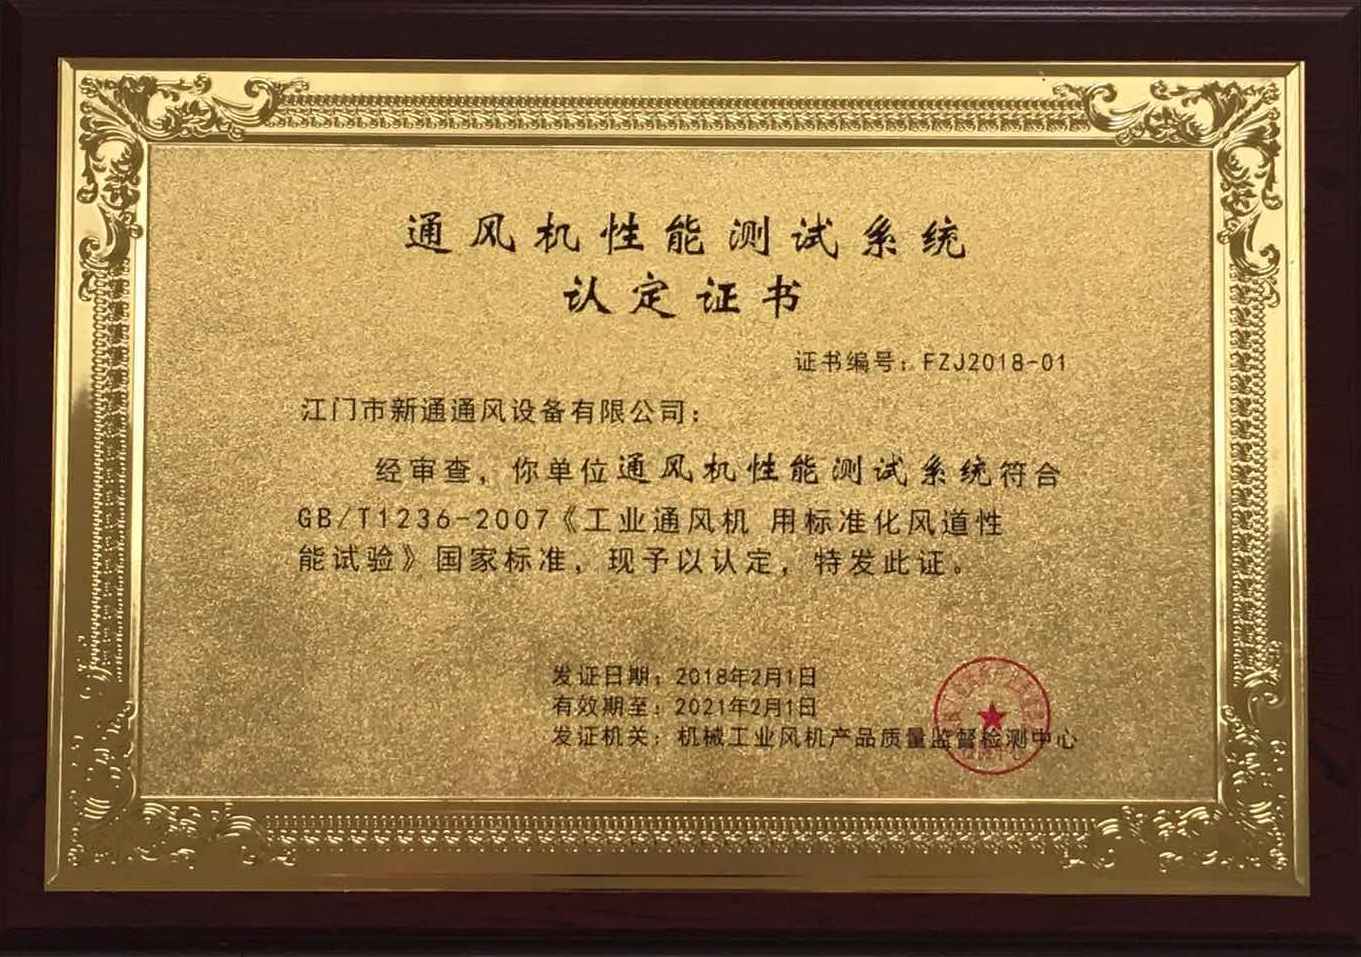 通风机性能测试系统
认定证书
证书编号：FZJ2018-01
江门市新通通风设备有限公司：
经审查，你单位通风机性能测试系统符合
GB/T1236-2007《工业通风机 用标准化风道性
能试验》国家标准，现予以认定，特发此证。
发证日期：2018年2月1日
有效期至：2021年2月1日
发证机关：机械工业风机产品质量监督检测中心